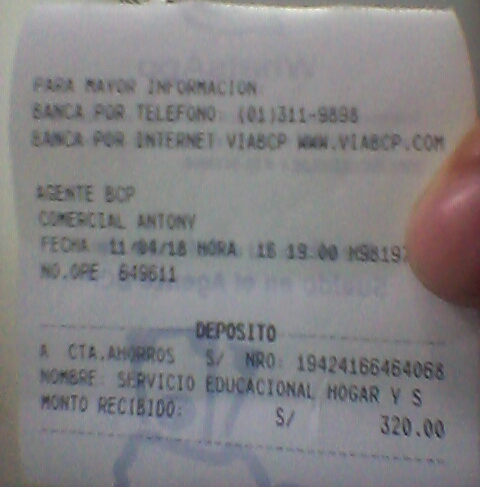 PARA MAYOR INFORMACION:
BANCA POR TELEFONO: (01)311-9898
BANCA POR INTERNET VIABCP WWW.VIABCP.COM
AGENTE BCP
COMERCIAL ANTONY
FECHA 11/04/18 HORA 16 19:00 M98197
NO.OPE 649611
DEPOSITO
A CTA.AHORROS S/ NRO: 19424166464068
NOMBRE: SERVICIO EDUCACIONAL HOGAR Y S
MONTO RECIBIDO: S/ 320.00